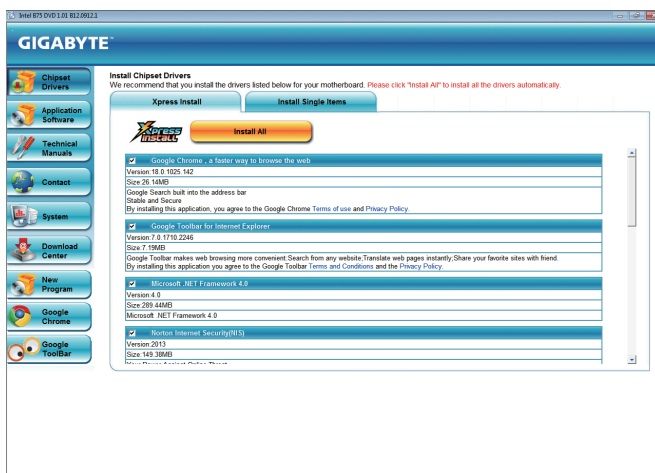 Intel B75 DVD 1.01 B12.0912.1
GIGABYTE™
Chipset
Drivers
Application
Software
Technical
Manuals
Contact
System
Download
Center
New
Program
Google
Chrome
Google
ToolBar
Install Chipset Drivers
We recommend that you install the drivers listed below for your motherboard. Please click "Install All" to install all the drivers automatically.
Xpress Install
Install Single Items
Xpress
INSTALL
Install All
Google Chrome , a faster way to browse the web
Version:18.0.1025.142
Size:26.14MB
Google Search built into the address bar
Stable and Secure
By installing this application, you agree to the Google Chrome Terms of use and Privacy Policy.
Google Toolbar for Internet Explorer
Version:7.0.1710.2246
Size:7.19MB
Google Toolbar makes web browsing more convenient:Search from any website;Translate web pages instantly;Share your favorite sites with friend.
By installing this application you agree to the Google Toolbar Terms and Conditions and the Privacy Policy.
Microsoft .NET Framework 4.0
Version:4.0
Size:289.44MB
Microsoft .NET Framework 4.0
Norton Internet Security(NIS)
Version:2013
Size:149.38MB
Your Power Against Online Threat